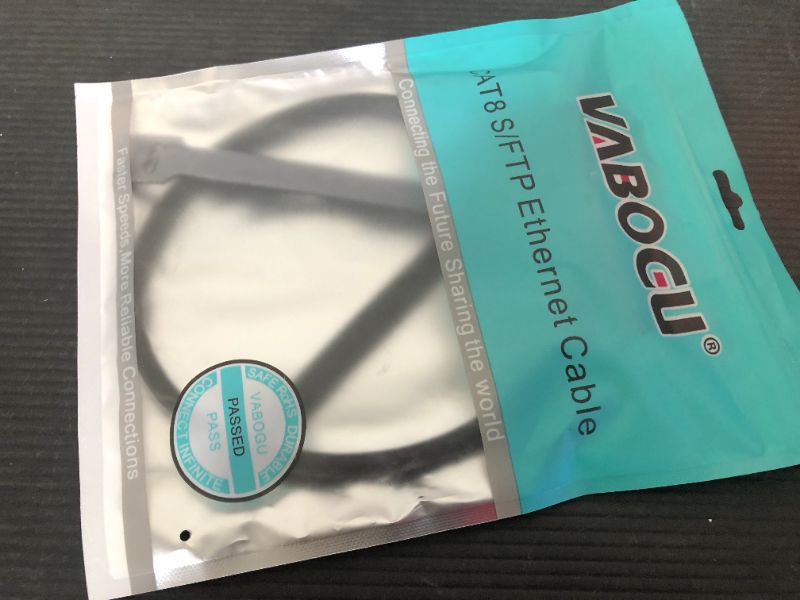 VABOGU®
CAT8 S/FTP Ethernet Cable
Connecting the Future Sharing the world
SAFE RoHS DURABLE
VABOGU
PASSED
PASS
CONNECT INFINITE
Faster Speeds,More Reliable Connections